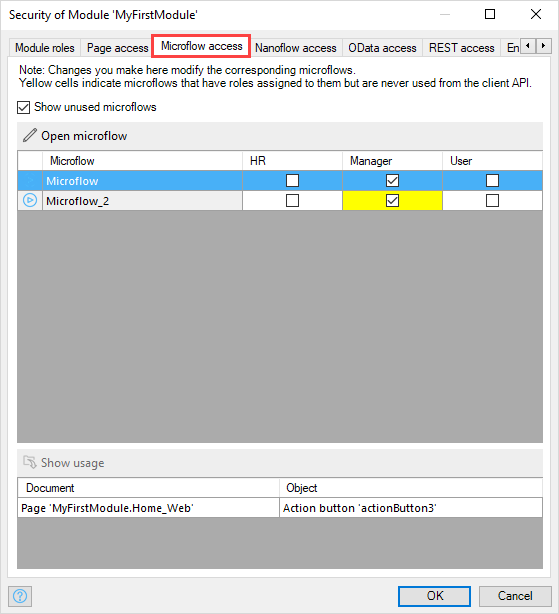 Security of Module 'MyFirstModule'
Module roles Page access Microflow access Nanoflow access OData access REST access En
Note: Changes you make here modify the corresponding microflows.
Yellow cells indicate microflows that have roles assigned to them but are never used from the client API.
Show unused microflows
Open microflow
Microflow HR Manager User
Microflow
Microflow_2
Show usage
Document Object
Page 'MyFirstModule.Home_Web' Action button 'actionButton3'
? OK Cancel